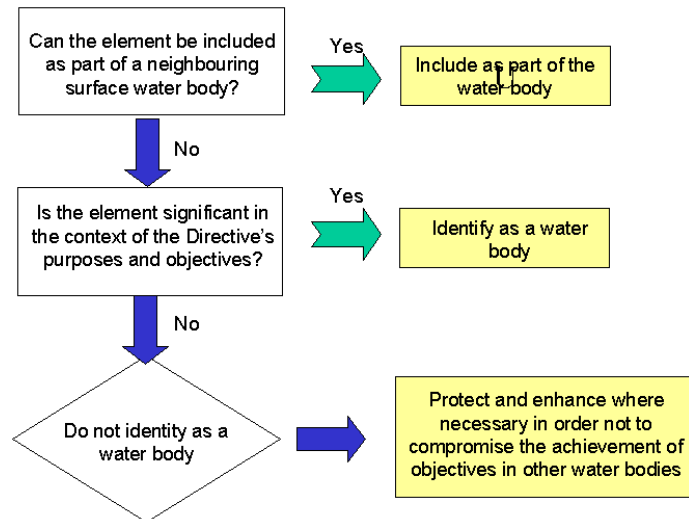 Can the element be included
as part of a neighbouring
surface water body?
Yes
Include as part of the
water body
No
Is the element significant in
the context of the Directive's
purposes and objectives?
Yes
Identify as a water
body
No
Do not identity as a
water body
Protect and enhance where
necessary in order not to
compromise the achievement of
objectives in other water bodies